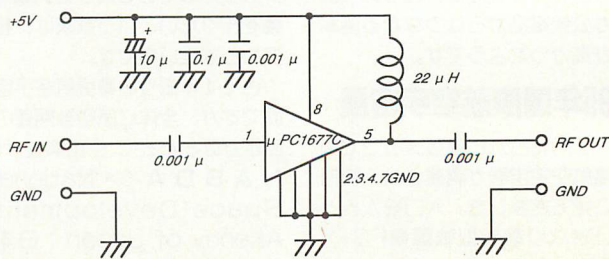 +5V
+
10 μ
0.1 μ
0.001 μ
22 μ H
8
RF IN
0.001 μ
1
μ PC1677C
5
0.001 μ
RF OUT
2.3.4.7GND
GND
GND